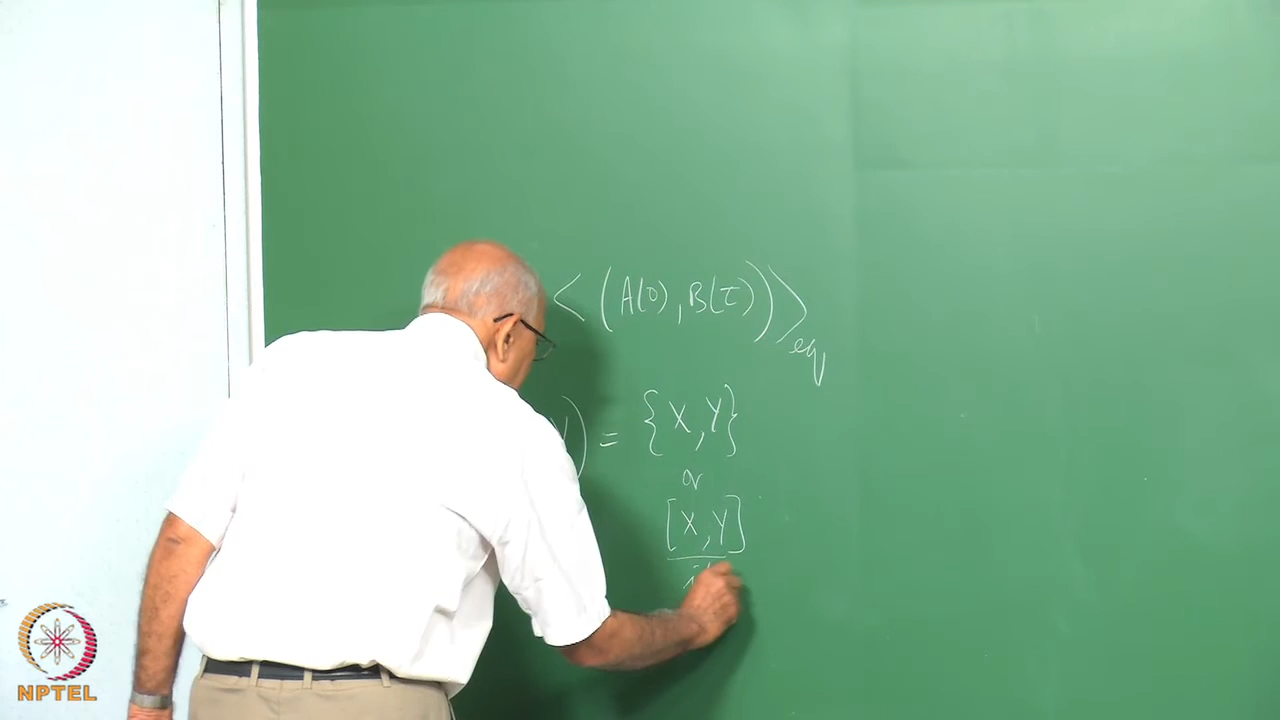 < (A(0), B(τ)) >eq
) = {X, Y}
or
[X, Y]
i
NPTEL